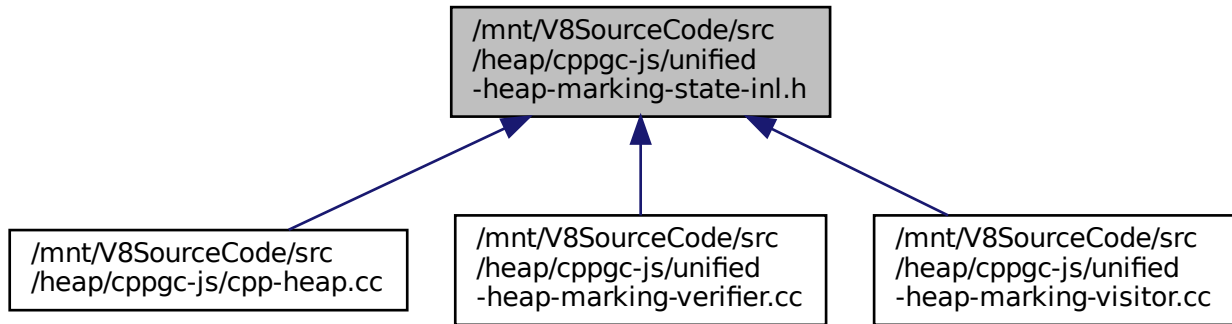 /mnt/V8SourceCode/src
/heap/cppgc-js/unified
-heap-marking-state-inl.h
/mnt/V8SourceCode/src
/heap/cppgc-js/cpp-heap.cc
/mnt/V8SourceCode/src
/heap/cppgc-js/unified
-heap-marking-verifier.cc
/mnt/V8SourceCode/src
/heap/cppgc-js/unified
-heap-marking-visitor.cc